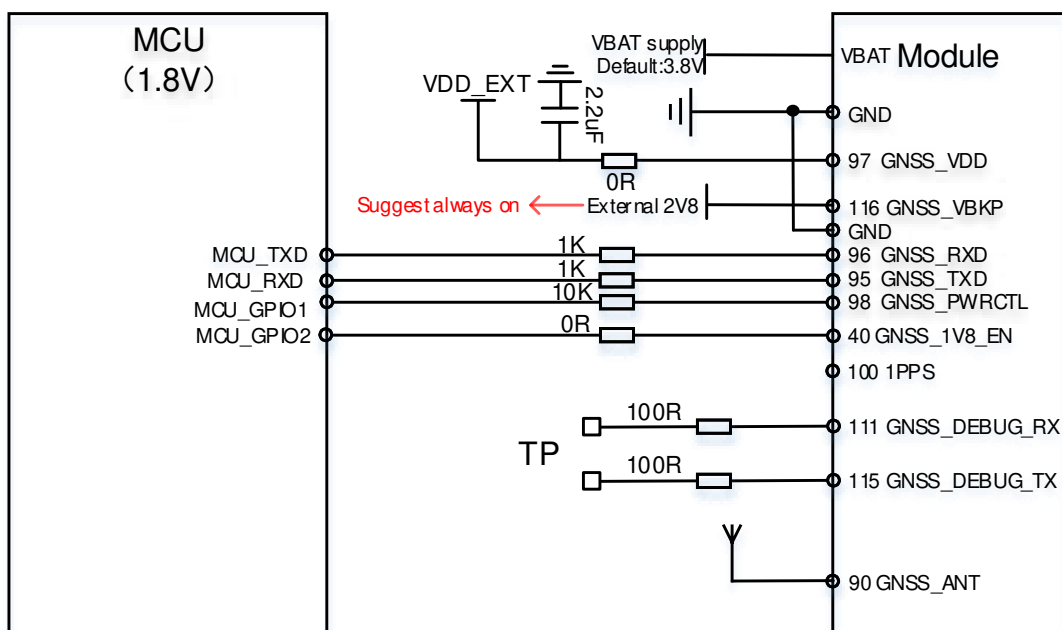 MCU
（1.8V）
VBAT supply
Default:3.8V
VBAT Module
VDD_EXT
2.2uF
GND
0R
97 GNSS_VDD
Suggest always on
External 2V8
116 GNSS_VBKP
GND
MCU_TXD
1K
96 GNSS_RXD
MCU_RXD
1K
95 GNSS_TXD
MCU_GPIO1
10K
98 GNSS_PWRCTL
MCU_GPIO2
0R
40 GNSS_1V8_EN
100 1PPS
100R
111 GNSS_DEBUG_RX
TP
100R
115 GNSS_DEBUG_TX
90 GNSS_ANT